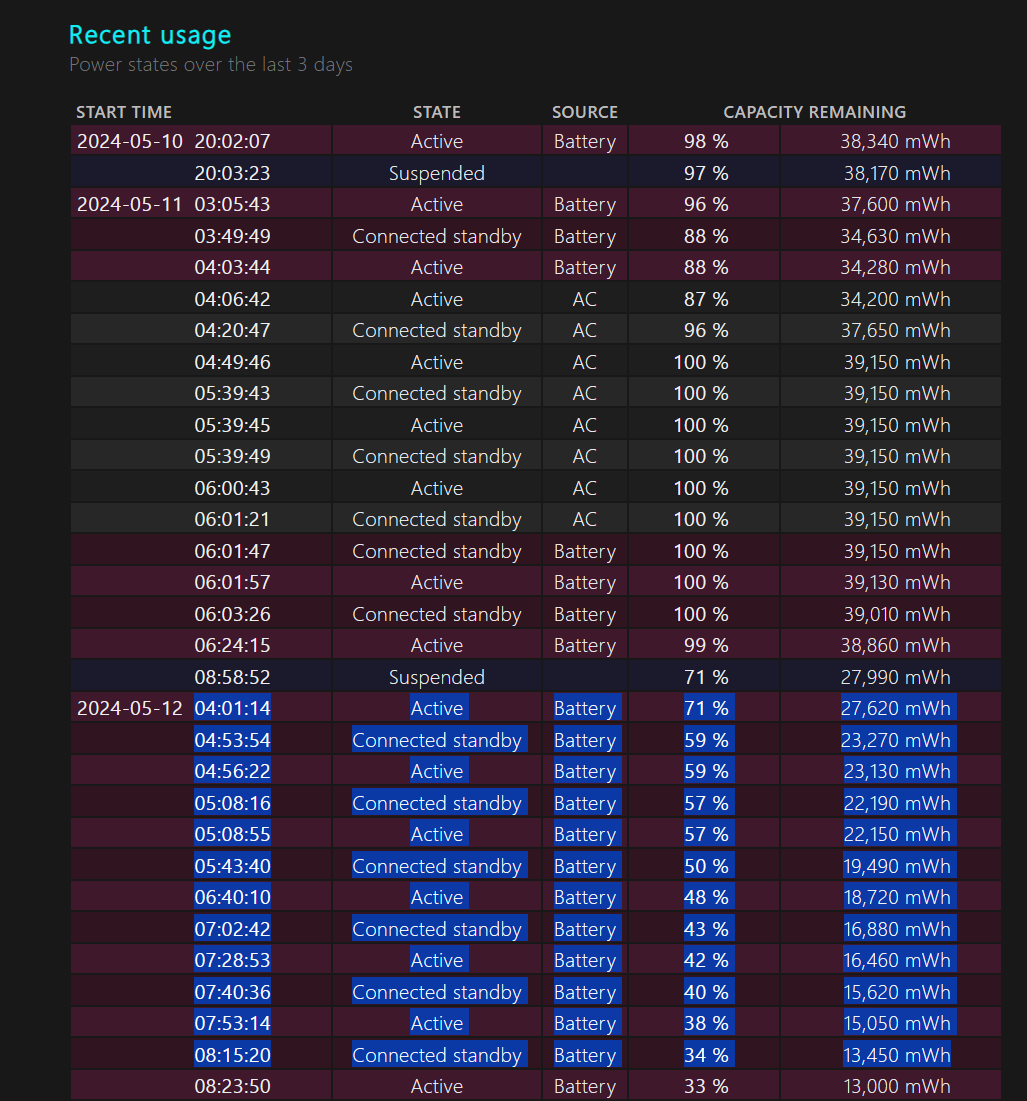 Recent usage
Power states over the last 3 days
START TIME STATE SOURCE CAPACITY REMAINING
2024-05-10 20:02:07 Active Battery 98 % 38,340 mWh
20:03:23 Suspended 97 % 38,170 mWh
2024-05-11 03:05:43 Active Battery 96 % 37,600 mWh
03:49:49 Connected standby Battery 88 % 34,630 mWh
04:03:44 Active Battery 88 % 34,280 mWh
04:06:42 Active AC 87 % 34,200 mWh
04:20:47 Connected standby AC 96 % 37,650 mWh
04:49:46 Active AC 100 % 39,150 mWh
05:39:43 Connected standby AC 100 % 39,150 mWh
05:39:45 Active AC 100 % 39,150 mWh
05:39:49 Connected standby AC 100 % 39,150 mWh
06:00:43 Active AC 100 % 39,150 mWh
06:01:21 Connected standby AC 100 % 39,150 mWh
06:01:47 Connected standby Battery 100 % 39,150 mWh
06:01:57 Active Battery 100 % 39,130 mWh
06:03:26 Connected standby Battery 100 % 39,010 mWh
06:24:15 Active Battery 99 % 38,860 mWh
08:58:52 Suspended 71 % 27,990 mWh
2024-05-12 04:01:14 Active Battery 71 % 27,620 mWh
04:53:54 Connected standby Battery 59 % 23,270 mWh
04:56:22 Active Battery 59 % 23,130 mWh
05:08:16 Connected standby Battery 57 % 22,190 mWh
05:08:55 Active Battery 57 % 22,150 mWh
05:43:40 Connected standby Battery 50 % 19,490 mWh
06:40:10 Active Battery 48 % 18,720 mWh
07:02:42 Connected standby Battery 43 % 16,880 mWh
07:28:53 Active Battery 42 % 16,460 mWh
07:40:36 Connected standby Battery 40 % 15,620 mWh
07:53:14 Active Battery 38 % 15,050 mWh
08:15:20 Connected standby Battery 34 % 13,450 mWh
08:23:50 Active Battery 33 % 13,000 mWh